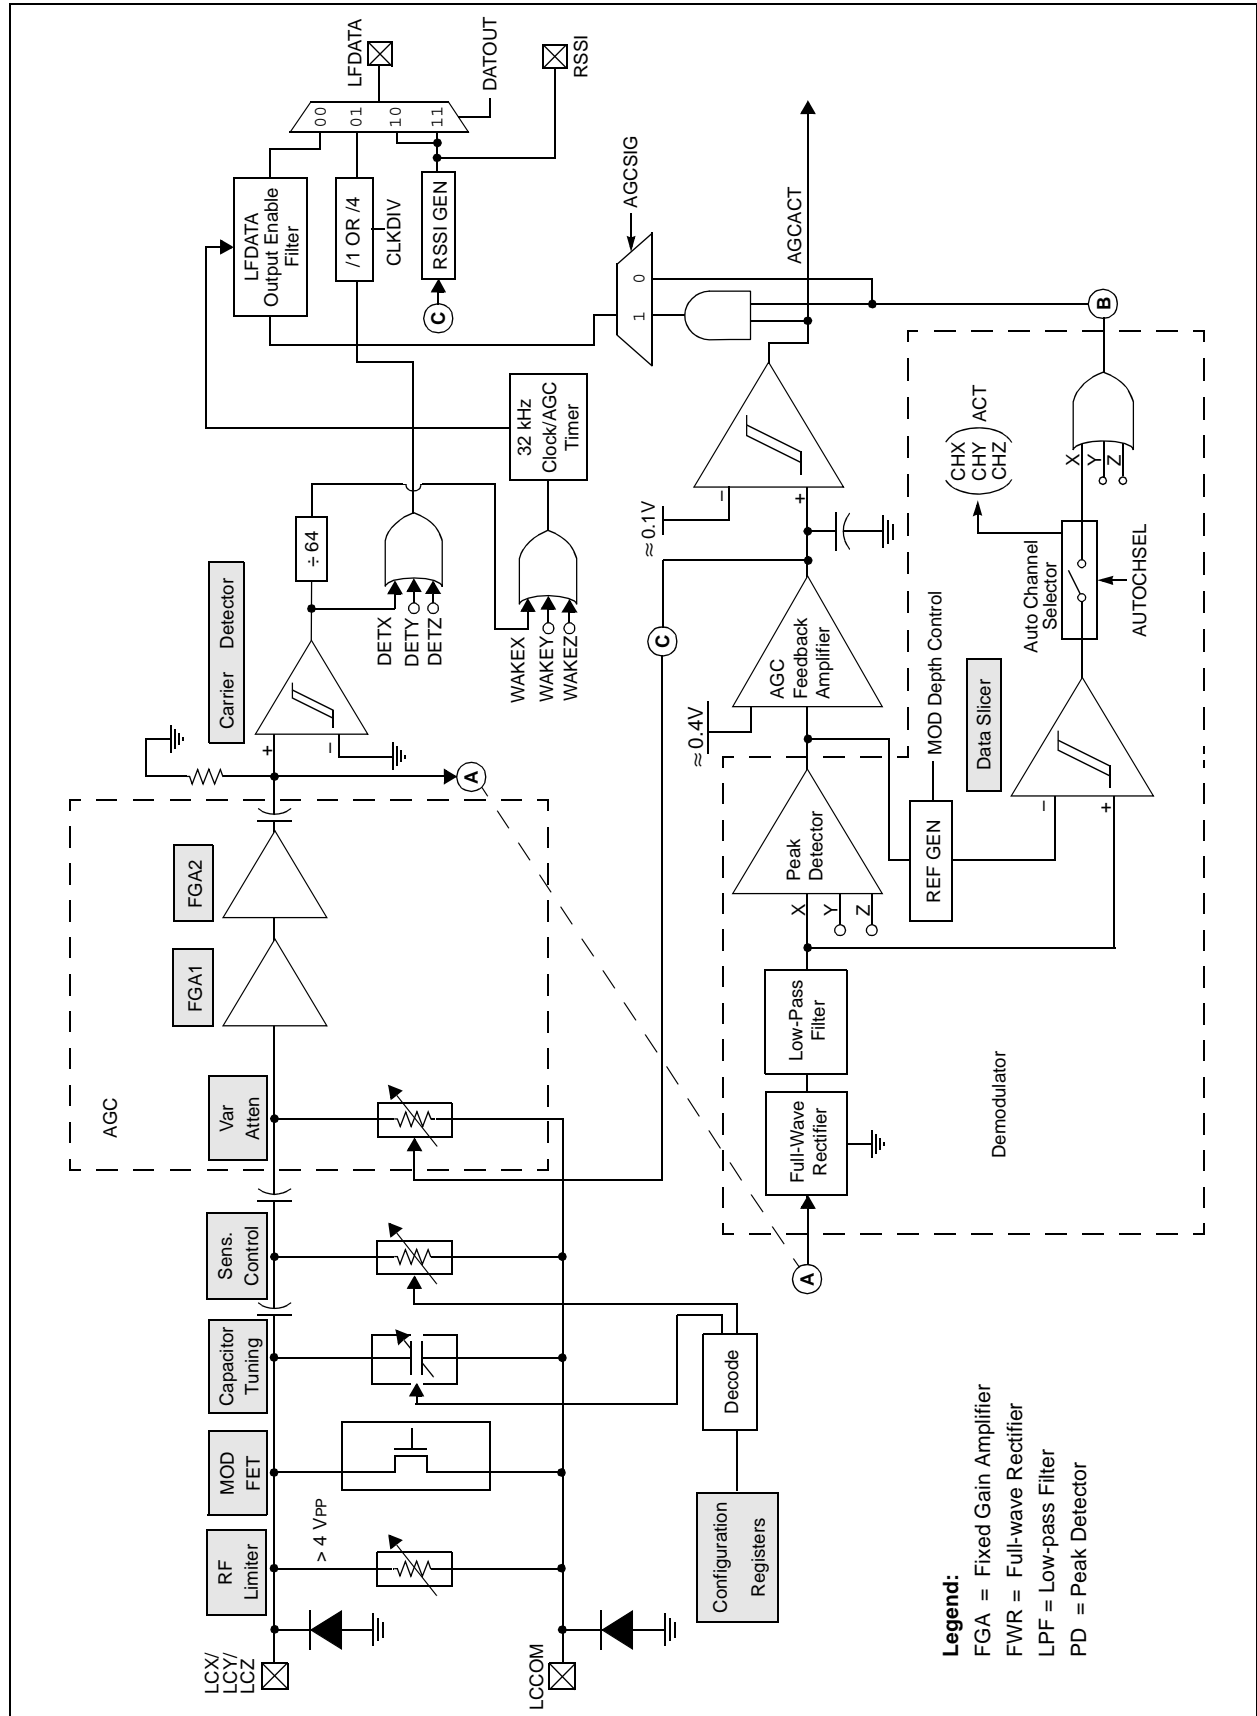 LCX/
LCY/
LCZ
LCCOM
RF
Limiter
> 4 VPP
MOD
FET
Capacitor
Tuning
Sens.
Control
Var
Atten
AGC
FGA1
FGA2
A
+
–
Carrier Detector
÷ 64
DETX
DETY
DETZ
WAKEX
WAKEY
WAKEZ
32 kHz
Clock/AGC
Timer
LFDATA
Output Enable
Filter
/1 OR /4
CLKDIV
C
RSSI GEN
00
01
10
11
LFDATA
DATOUT
RSSI
Configuration
Registers
Decode
A
Full-Wave
Rectifier
Low-Pass
Filter
X
Y
Z
Peak
Detector
≈ 0.4V
AGC
Feedback
Amplifier
C
≈ 0.1V
–
+
1
0
AGCSIG
AGCACT
Demodulator
REF GEN
MOD Depth Control
–
+
Data Slicer
Auto Channel
Selector
AUTOCHSEL
CHX
CHY
CHZ
ACT
X
Y
Z
B
Legend:
FGA = Fixed Gain Amplifier
FWR = Full-wave Rectifier
LPF = Low-pass Filter
PD = Peak Detector